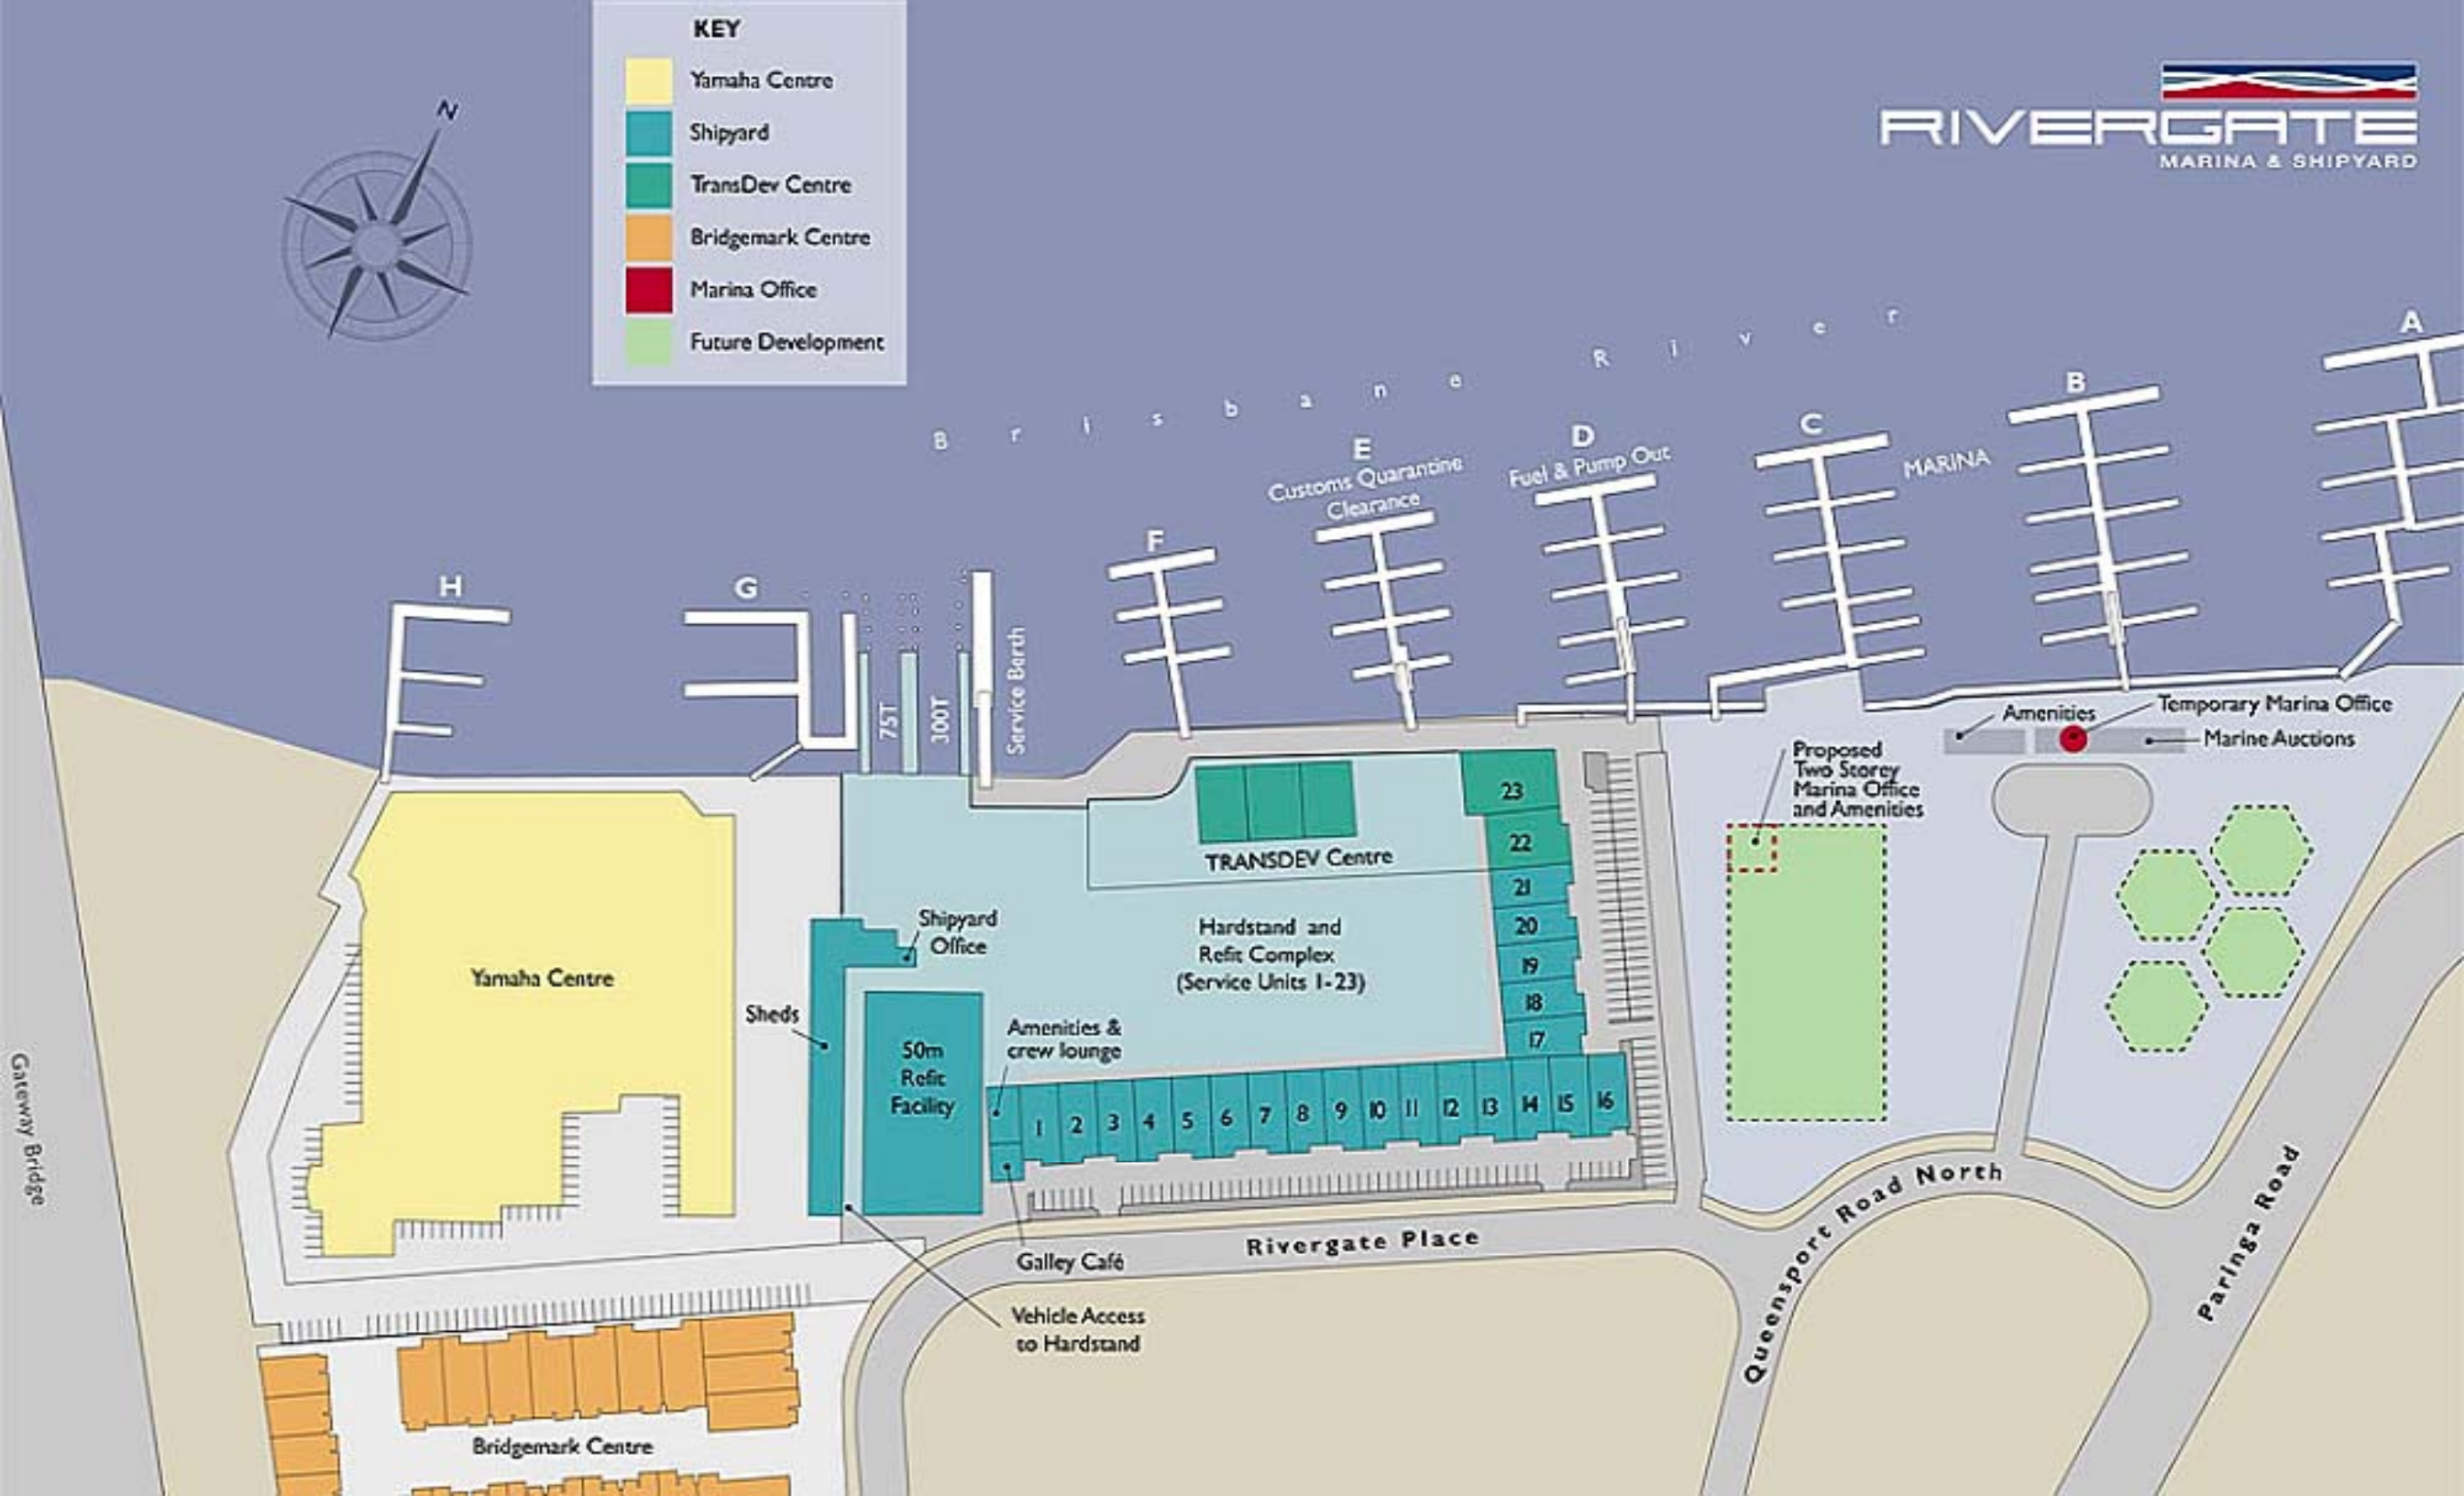 KEY
Yamaha Centre
Shipyard
TransDev Centre
Bridgemark Centre
Marina Office
Future Development
N
RIVERGATE
MARINA & SHIPYARD
Brisbane River
A
B
C
MARINA
D
Fuel & Pump Out
E
Customs Quarantine
Clearance
F
G
H
75T
300T
Service Berth
Amenities
Temporary Marina Office
Marine Auctions
Proposed
Two Storey
Marina Office
and Amenities
TRANSDEV Centre
23
22
21
20
19
18
17
Hardstand and
Refit Complex
(Service Units 1-23)
Shipyard
Office
Yamaha Centre
Sheds
50m
Refit
Facility
Amenities &
crew lounge
1 2 3 4 5 6 7 8 9 10 11 12 13 14 15 16
Galley Café
Vehicle Access
to Hardstand
Rivergate Place
Queensport Road North
Paringa Road
Gateway Bridge
Bridgemark Centre